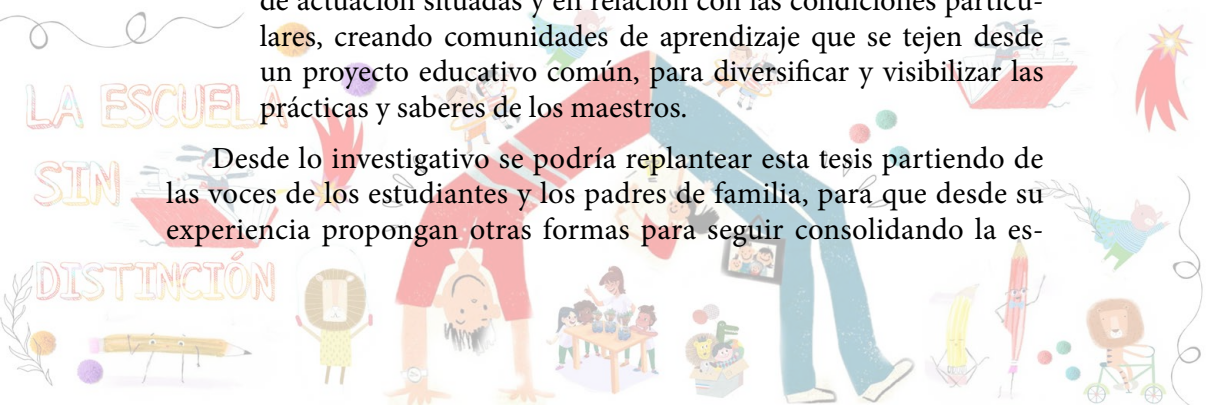 de actuación situadas y en relación con las condiciones particu-
lares, creando comunidades de aprendizaje que se tejen desde
un proyecto educativo común, para diversificar y visibilizar las
prácticas y saberes de los maestros.
Desde lo investigativo se podría replantear esta tesis partiendo de
las voces de los estudiantes y los padres de familia, para que desde su
experiencia propongan otras formas para seguir consolidando la es-
LA ESCUELA
SIN
DISTINCIÓN